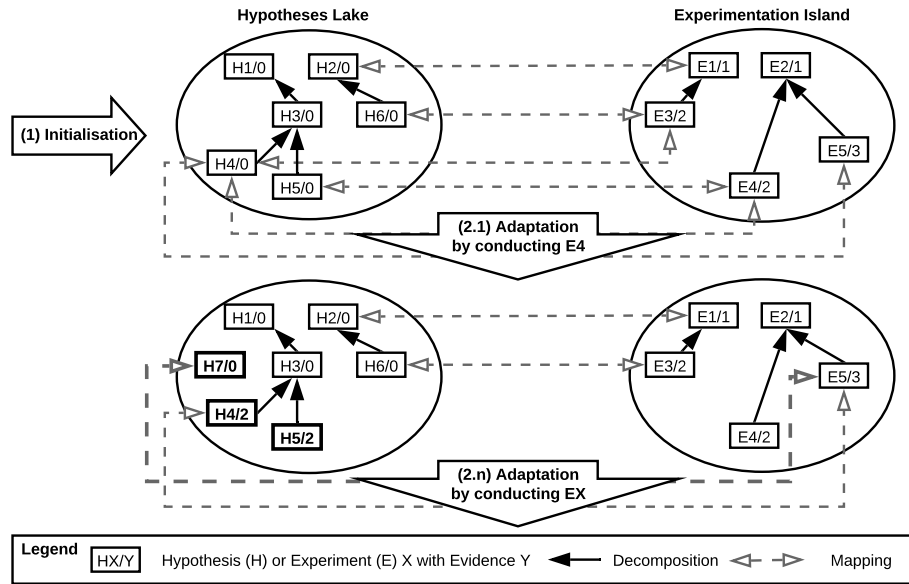 Hypotheses Lake
Experimentation Island
H1/0
H2/0
E1/1
E2/1
H3/0
H6/0
E3/2
(1) Initialisation
H4/0
E5/3
H5/0
E4/2
(2.1) Adaptation
by conducting E4
H1/0
H2/0
E1/1
E2/1
H7/0
H3/0
H6/0
E3/2
E5/3
H4/2
H5/2
E4/2
(2.n) Adaptation
by conducting EX
Legend
HX/Y
Hypothesis (H) or Experiment (E) X with Evidence Y
Decomposition
Mapping